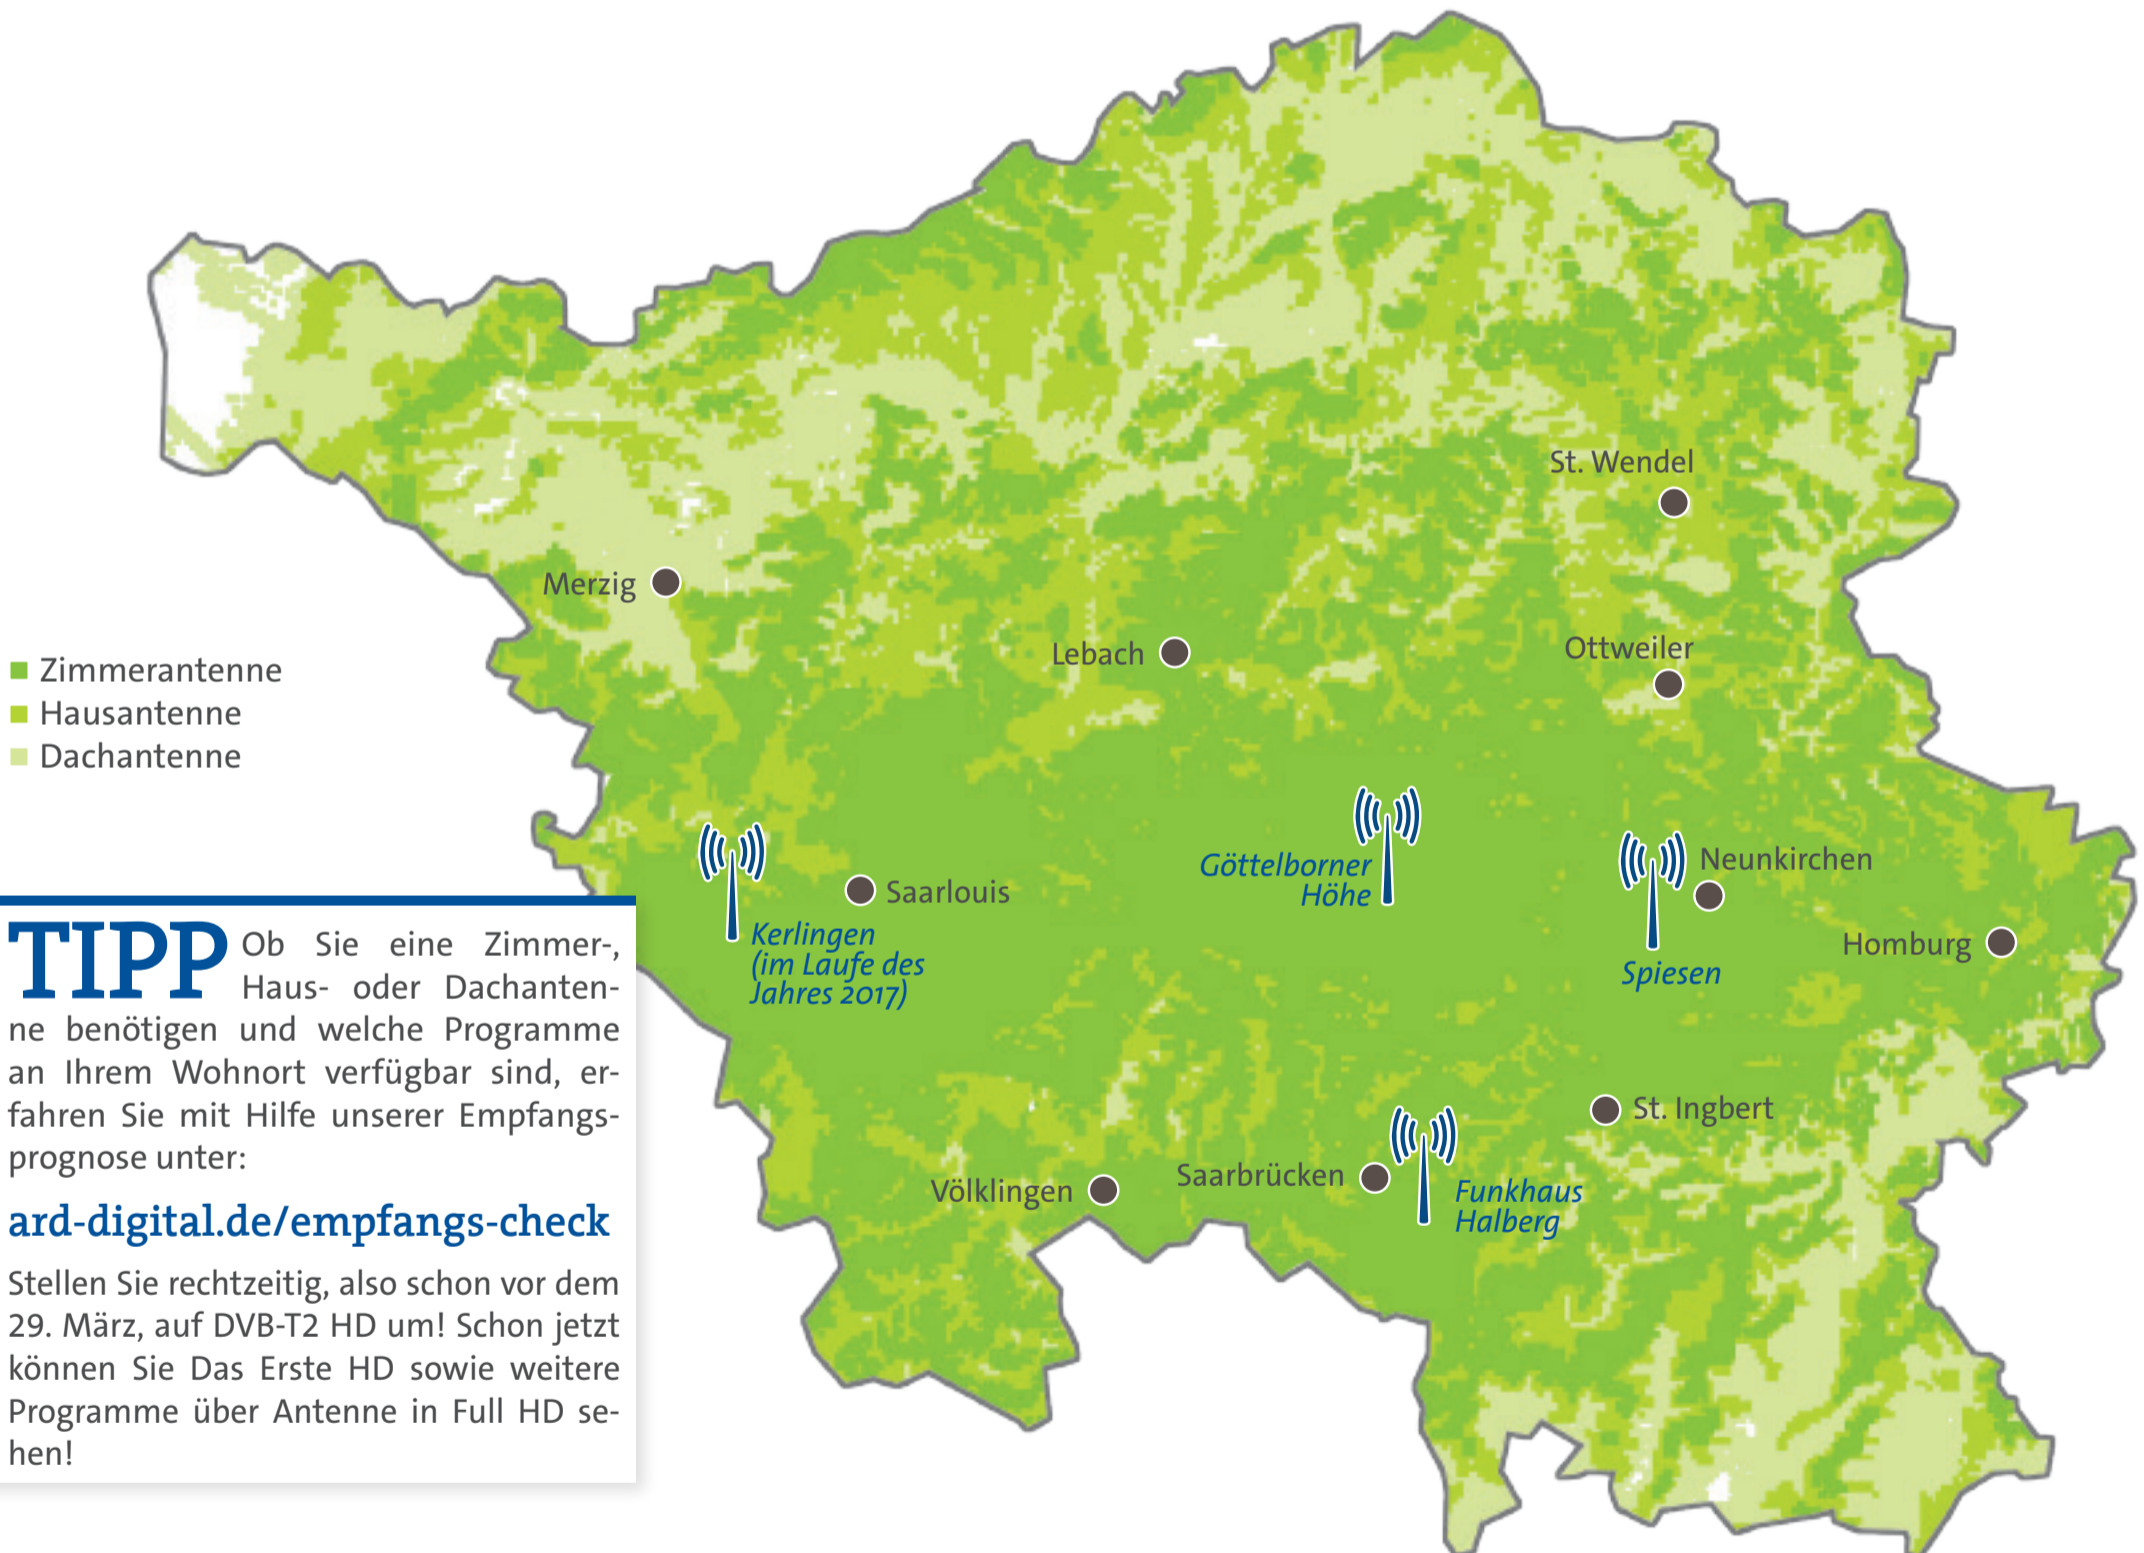 St. Wendel
Merzig
Lebach
Ottweiler
Zimmerantenne
Hausantenne
Dachantenne
Göttelborner
Höhe
Neunkirchen
Saarlouis
Kerlingen
(im Laufe des
Jahres 2017)
Homburg
Spiesen
St. Ingbert
Saarbrücken
Völklingen
Funkhaus
Halberg
TIPP Ob Sie eine Zimmer-,
Haus- oder Dachanten-
ne benötigen und welche Programme
an Ihrem Wohnort verfügbar sind, er-
fahren Sie mit Hilfe unserer Empfangs-
prognose unter:
ard-digital.de/empfangs-check
Stellen Sie rechtzeitig, also schon vor dem
29. März, auf DVB-T2 HD um! Schon jetzt
können Sie Das Erste HD sowie weitere
Programme über Antenne in Full HD se-
hen!